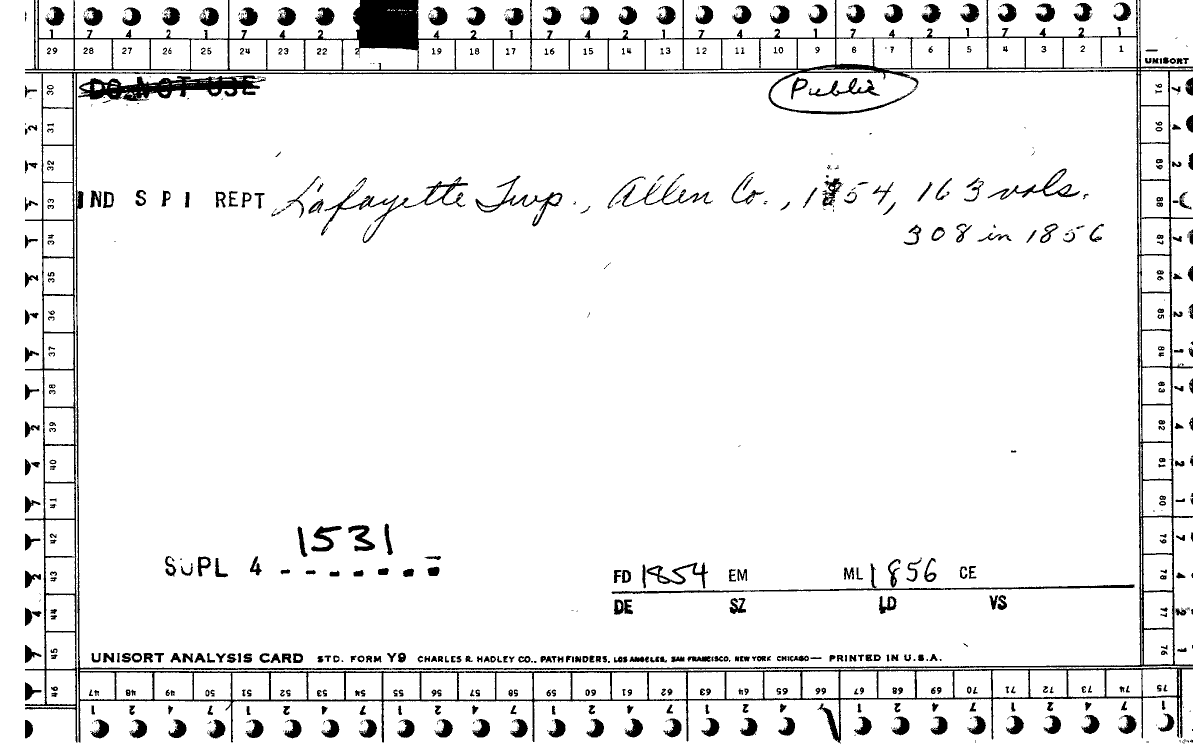 1 7 4 2 1 7 4 2 4 2 1 7 4 2 1 7 4 2 1 7 4 2 1 7 4 2 1
29 28 27 26 25 24 23 22 19 18 17 16 15 14 13 12 11 10 9 8 7 6 5 4 3 2 1
UNISORT
DO NOT USE
Public
IND S P I REPT Lafayette Twp., Allen Co., 1854, 163 vols.
308 in 1856
1531
SUPL 4 - - - - - - -
FD 1854 EM ML 1856 CE
DE SZ LD VS
UNISORT ANALYSIS CARD STD. FORM Y9 CHARLES R. HADLEY CO., PATHFINDERS, LOS ANGELES, SAN FRANCISCO, NEW YORK CHICAGO — PRINTED IN U.S.A.
30 31 32 33 34 35 36 37 38 39 40 41 42 43 44 45 46
47 48 49 50 51 52 53 54 55 56 57 58 59 60 61 62 63 64 65 66 67 68 69 70 71 72 73 74 75
1 2 4 7 1 2 4 7 1 2 4 7 1 2 4 7 1 2 4 7 1 2 4 7 1 2 4 7 1
91 90 89 88 87 86 85 84 83 82 81 80 79 78 77 76